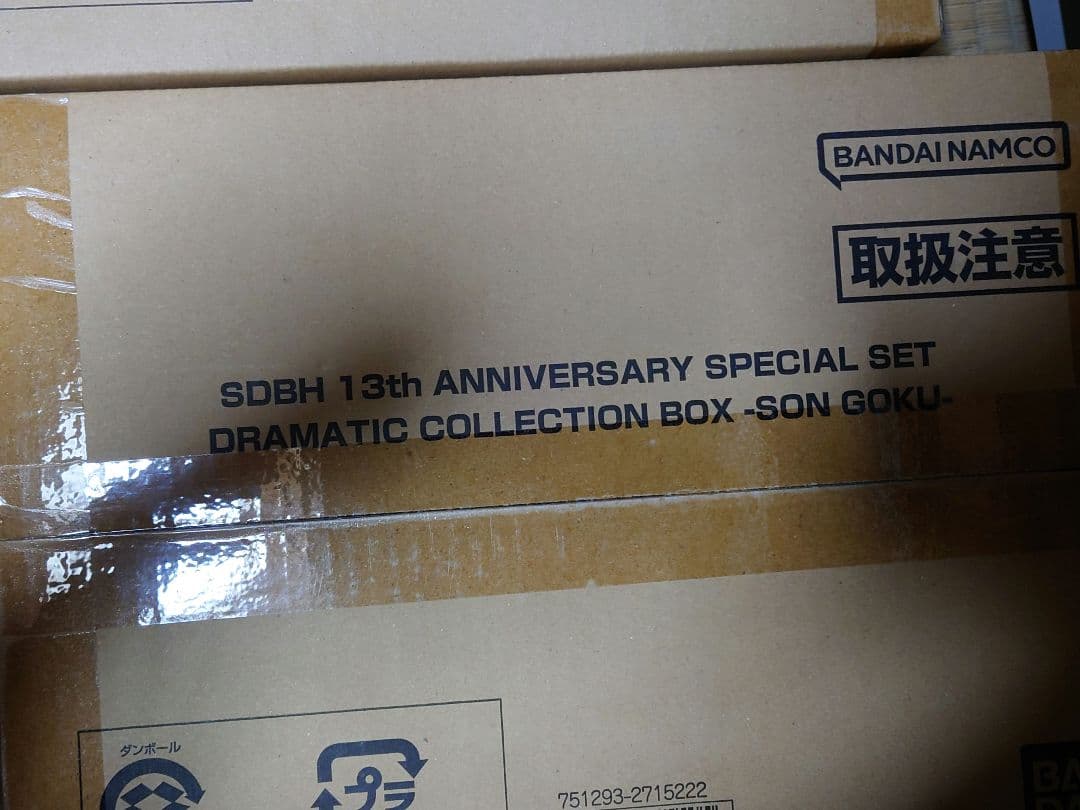 BANDAI NAMCO
取扱注意
SDBH 13th ANNIVERSARY SPECIAL SET
DRAMATIC COLLECTION BOX -SON GOKU-
ダンボール
プラ
751293-2715222
BA